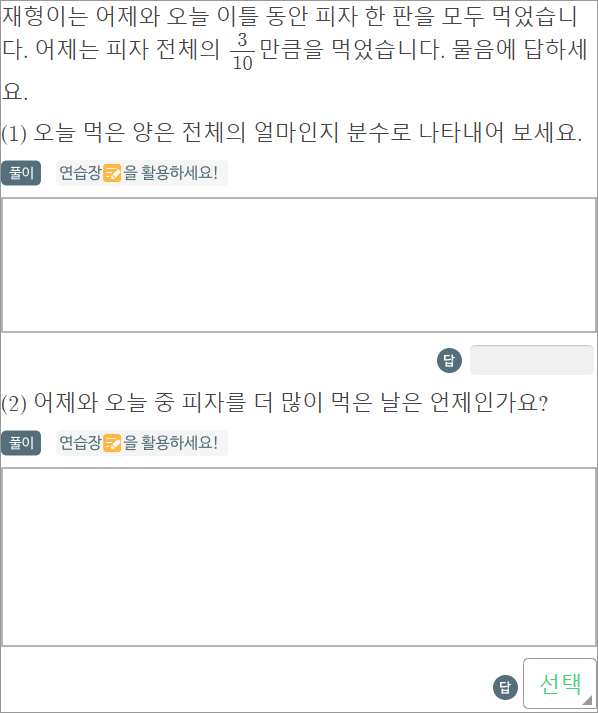 재형이는 어제와 오늘 이틀 동안 피자 한 판을 모두 먹었습니
다. 어제는 피자 전체의 3/10 만큼을 먹었습니다. 물음에 답하세
요.
(1) 오늘 먹은 양은 전체의 얼마인지 분수로 나타내어 보세요.
풀이 연습장을 활용하세요!
답
(2) 어제와 오늘 중 피자를 더 많이 먹은 날은 언제인가요?
풀이 연습장을 활용하세요!
답 선택